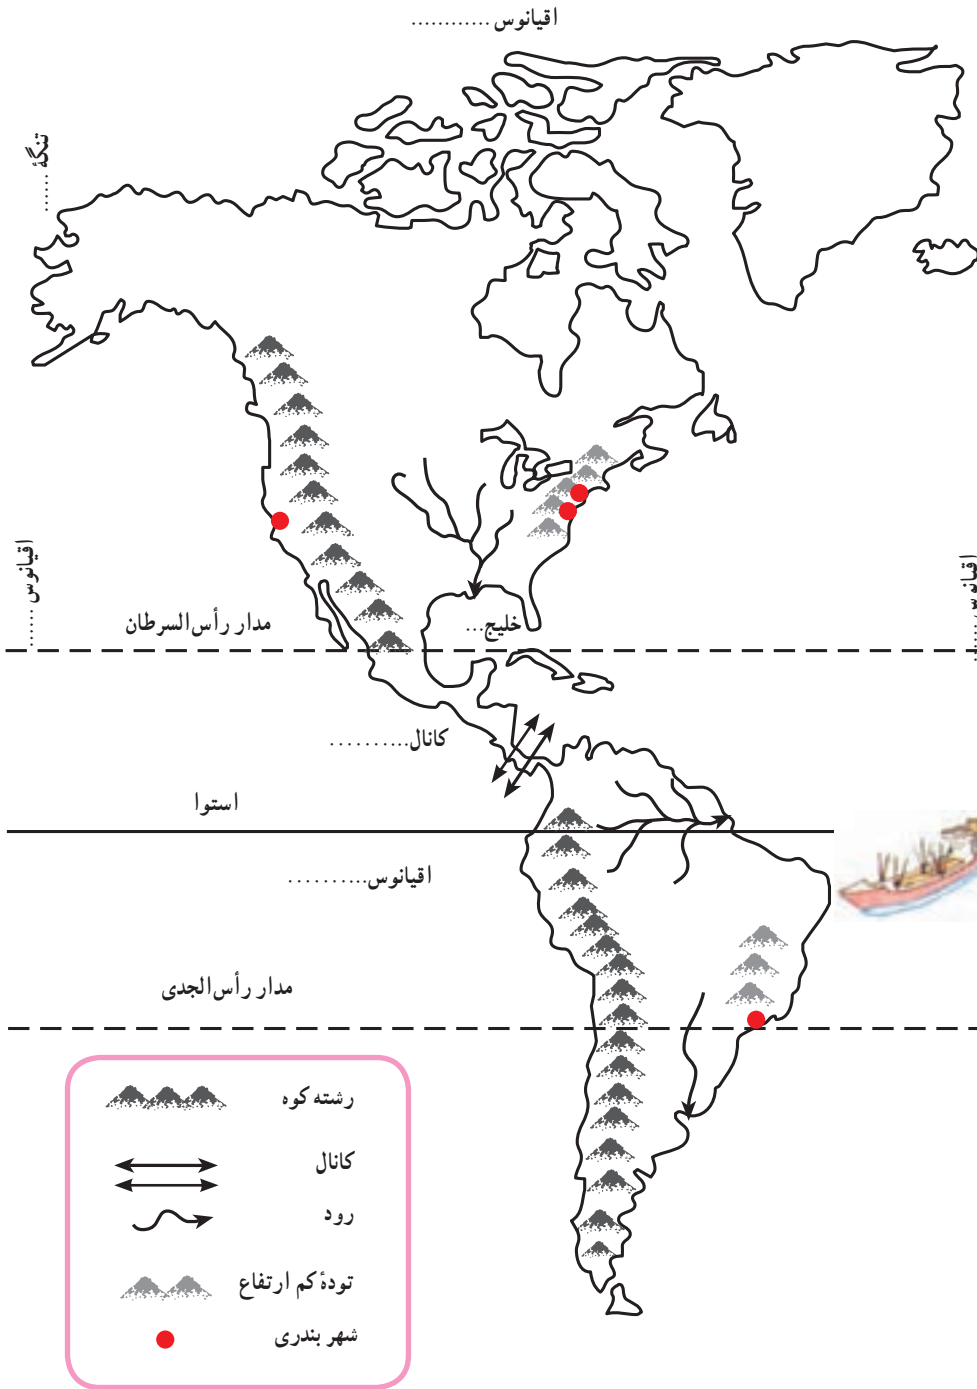 اقیانوس ............
تنگهٔ ......
اقیانوس ......
اقیانوس ......
مدار رأس‌السرطان
خلیج...
کانال..........
استوا
اقیانوس..........
مدار رأس‌الجدی
رشته کوه
کانال
رود
تودهٔ کم ارتفاع
شهر بندری